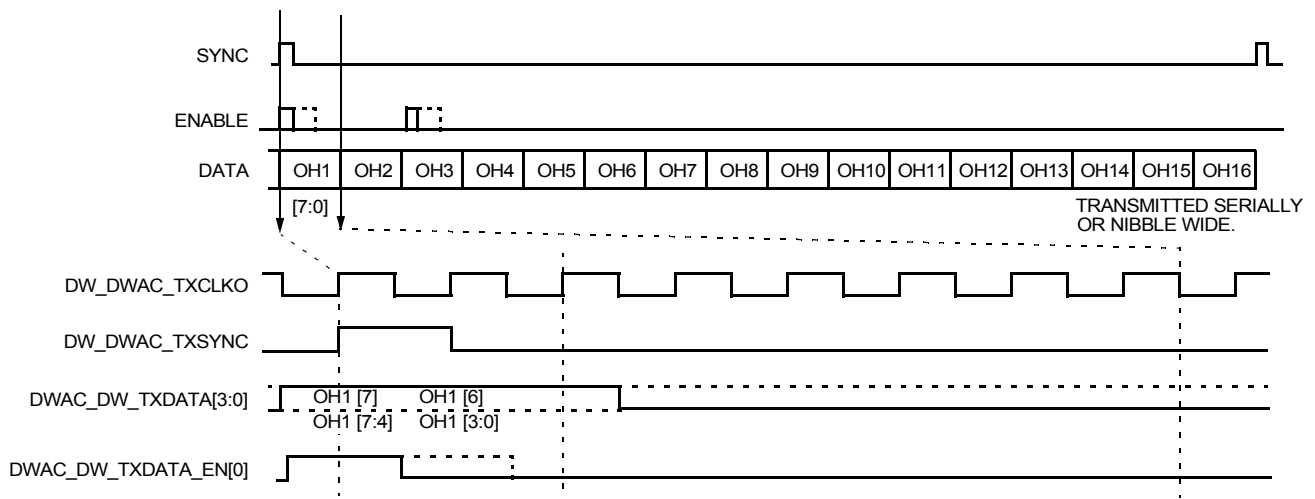 SYNC
ENABLE
DATA OH1 OH2 OH3 OH4 OH5 OH6 OH7 OH8 OH9 OH10 OH11 OH12 OH13 OH14 OH15 OH16
[7:0]
TRANSMITTED SERIALLY
OR NIBBLE WIDE.
DW_DWAC_TXCLKO
DW_DWAC_TXSYNC
DWAC_DW_TXDATA[3:0] OH1 [7] OH1 [6]
OH1 [7:4] OH1 [3:0]
DWAC_DW_TXDATA_EN[0]